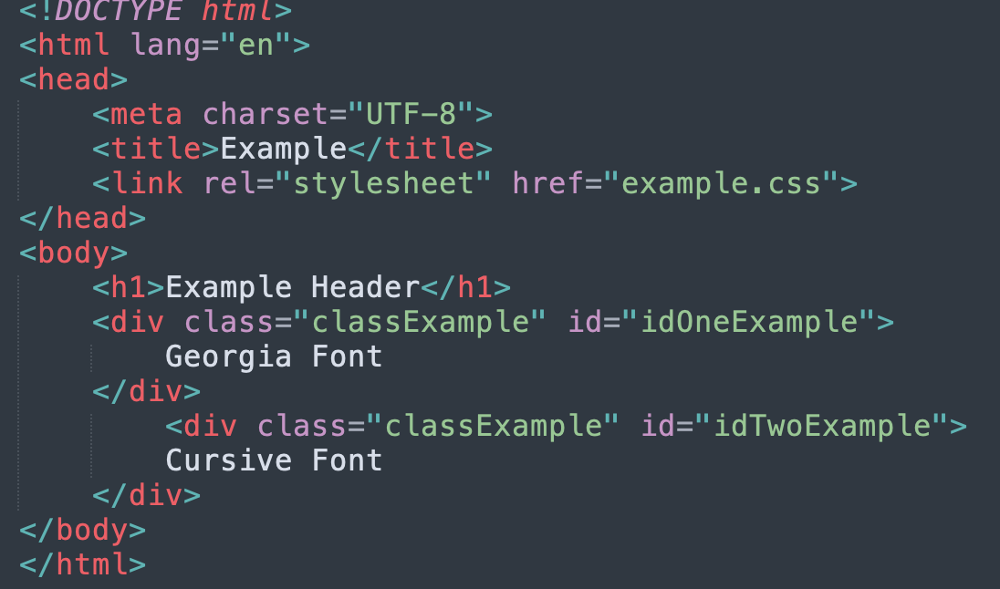 <!DOCTYPE html>
<html lang="en">
<head>
    <meta charset="UTF-8">
    <title>Example</title>
    <link rel="stylesheet" href="example.css">
</head>
<body>
    <h1>Example Header</h1>
    <div class="classExample" id="idOneExample">
        Georgia Font
    </div>
        <div class="classExample" id="idTwoExample">
        Cursive Font
    </div>
</body>
</html>